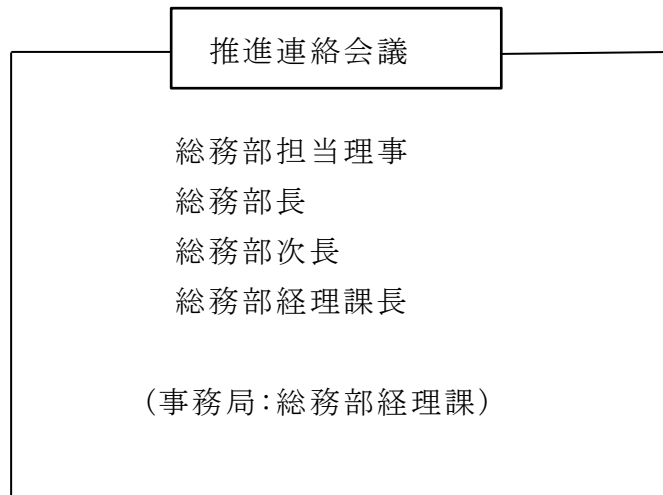 推進連絡会議
総務部担当理事
総務部長
総務部次長
総務部経理課長
(事務局:総務部経理課)